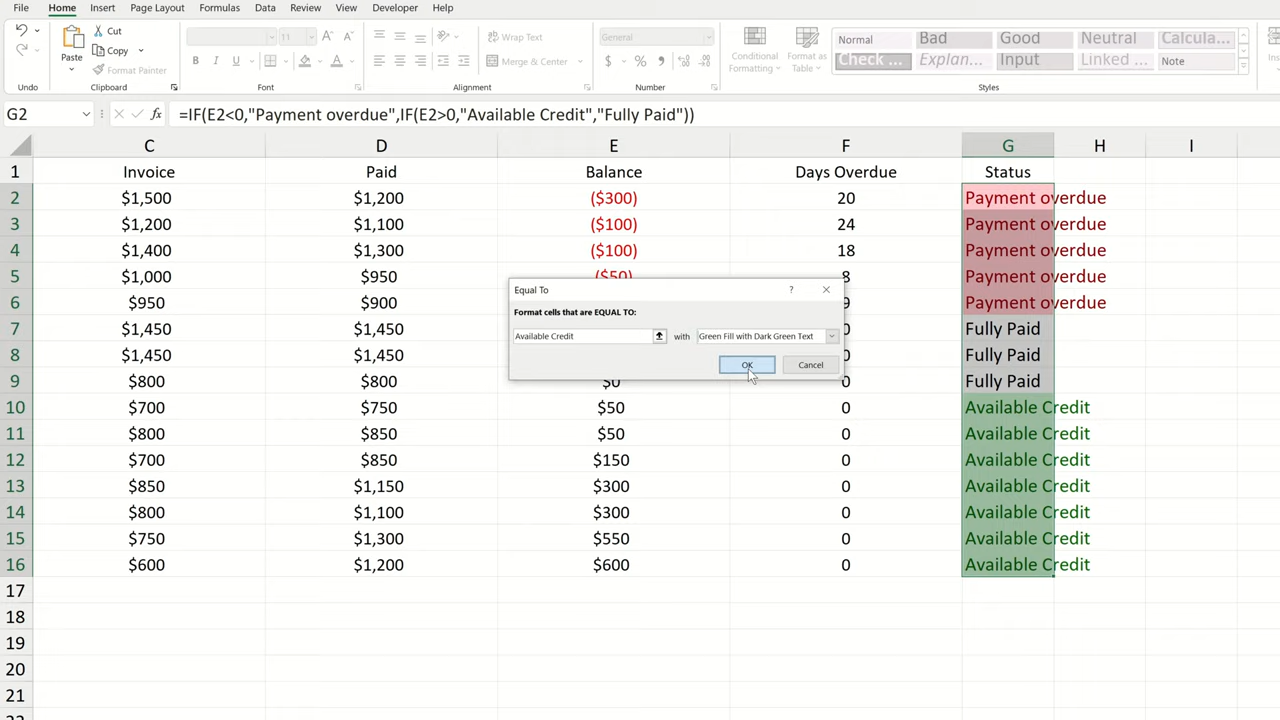 File Home Insert Page Layout Formulas Data Review View Developer Help
Cut 11 A A Wrap Text General Conditional Formatting Format as Table Normal Bad Good Neutral Calcula...
Paste Copy
Format Painter B I U A Merge & Center $ % Check ... Explan... Input Linked ... Note
Undo Clipboard Font Alignment Number Styles
G2 fx =IF(E2<0,"Payment overdue",IF(E2>0,"Available Credit","Fully Paid"))
C D E F G H I
1 Invoice Paid Balance Days Overdue Status
2 $1,500 $1,200 ($300) 20 Payment overdue
3 $1,200 $1,100 ($100) 24 Payment overdue
4 $1,400 $1,300 ($100) 18 Payment overdue
5 $1,000 $950 ($50) 8 Payment overdue
6 $950 $900 9 Payment overdue
7 $1,450 $1,450 0 Fully Paid
8 $1,450 $1,450 0 Fully Paid
9 $800 $800 $0 0 Fully Paid
10 $700 $750 $50 0 Available Credit
11 $800 $850 $50 0 Available Credit
12 $700 $850 $150 0 Available Credit
13 $850 $1,150 $300 0 Available Credit
14 $800 $1,100 $300 0 Available Credit
15 $750 $1,300 $550 0 Available Credit
16 $600 $1,200 $600 0 Available Credit
17
18
19
20
21
Equal To ?
Format cells that are EQUAL TO:
Available Credit with Green Fill with Dark Green Text
OK Cancel